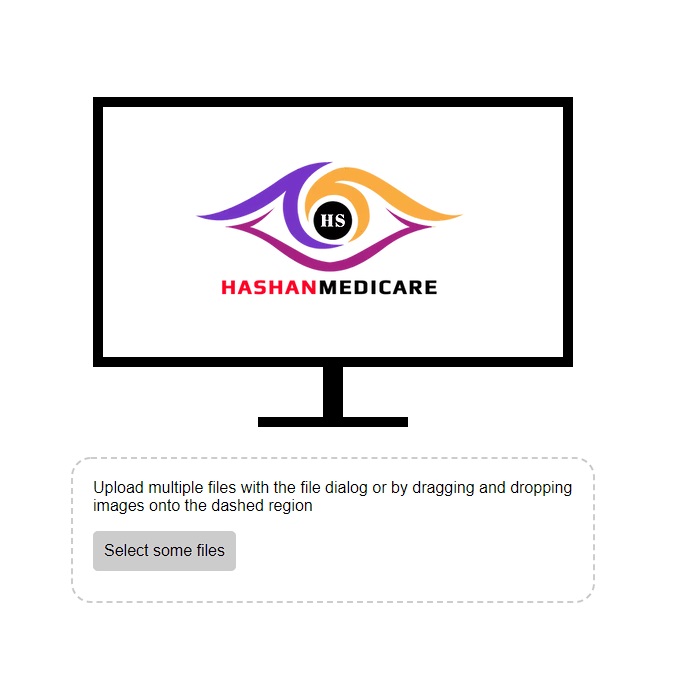 HS
HASHANMEDICARE
Upload multiple files with the file dialog or by dragging and dropping
images onto the dashed region
Select some files